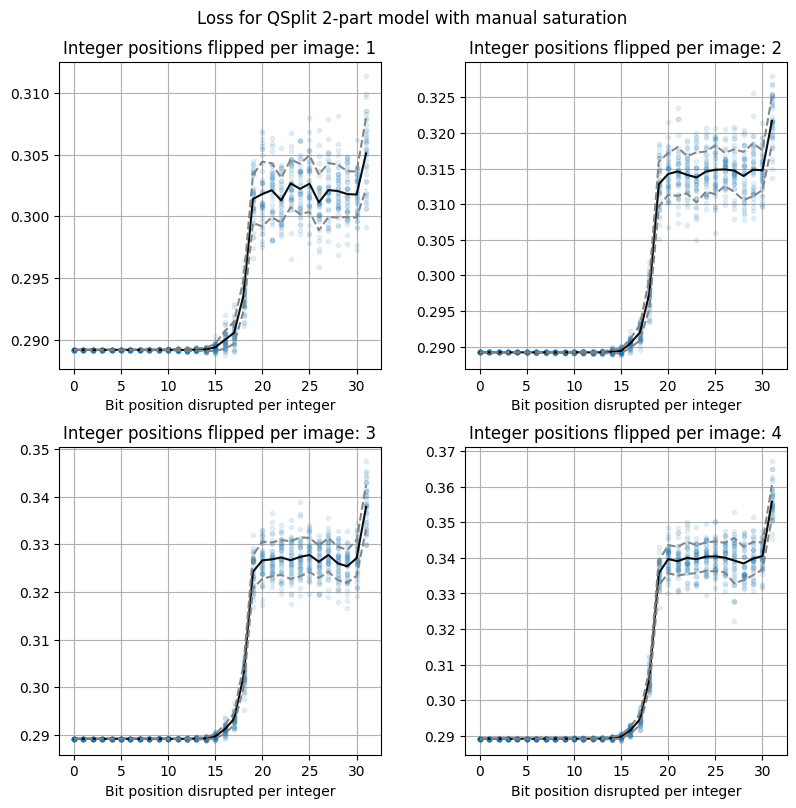 Loss for QSplit 2-part model with manual saturation
Integer positions flipped per image: 1
0.310
0.305
0.300
0.295
0.290
0 5 10 15 20 25 30
Bit position disrupted per integer
Integer positions flipped per image: 2
0.325
0.320
0.315
0.310
0.305
0.300
0.295
0.290
0 5 10 15 20 25 30
Bit position disrupted per integer
Integer positions flipped per image: 3
0.35
0.34
0.33
0.32
0.31
0.30
0.29
0 5 10 15 20 25 30
Bit position disrupted per integer
Integer positions flipped per image: 4
0.37
0.36
0.35
0.34
0.33
0.32
0.31
0.30
0.29
0 5 10 15 20 25 30
Bit position disrupted per integer